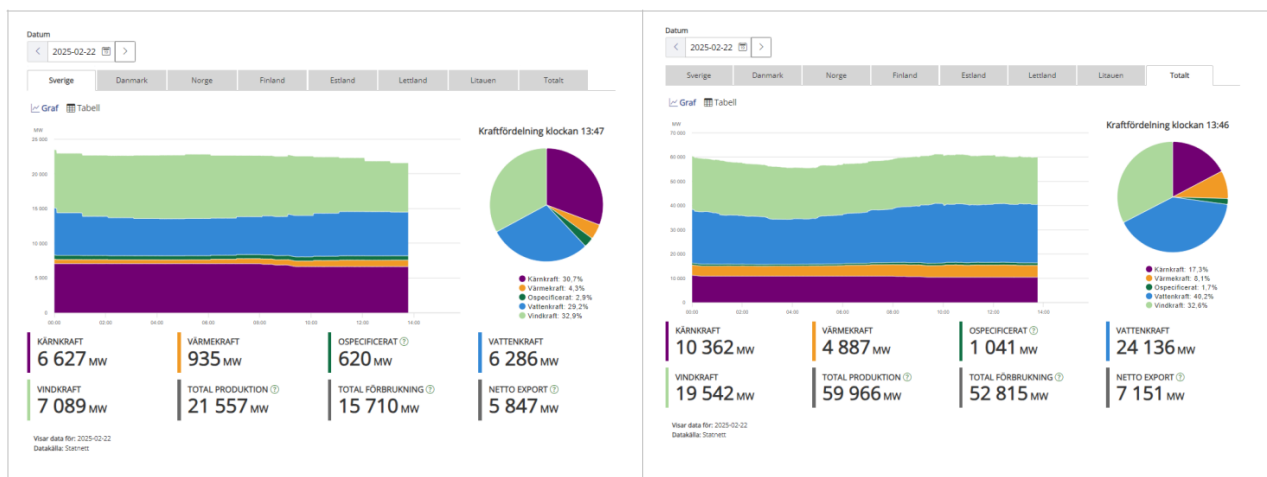 Datum
2025-02-22
Sverige Danmark Norge Finland Estland Lettland Litauen Totalt
Graf Tabell
MW
25 000
20 000
15 000
10 000
5 000
0
00:00 02:00 04:00 06:00 08:00 10:00 12:00 14:00
Kraftfördelning klockan 13:47
Kärnkraft: 30,7%
Värmekraft: 4,3%
Ospecificerat: 2,9%
Vattenkraft: 29,2%
Vindkraft: 32,9%
KÄRNKRAFT
6 627 MW
VÄRMEKRAFT
935 MW
OSPECIFICERAT ?
620 MW
VATTENKRAFT
6 286 MW
VINDKRAFT
7 089 MW
TOTAL PRODUKTION ?
21 557 MW
TOTAL FÖRBRUKNING ?
15 710 MW
NETTO EXPORT ?
5 847 MW
Visar data för: 2025-02-22
Datakälla: Statnett
Datum
2025-02-22
Sverige Danmark Norge Finland Estland Lettland Litauen Totalt
Graf Tabell
MW
70 000
60 000
50 000
40 000
30 000
20 000
10 000
0
00:00 02:00 04:00 06:00 08:00 10:00 12:00 14:00
Kraftfördelning klockan 13:46
Kärnkraft: 17,3%
Värmekraft: 8,1%
Ospecificerat: 1,7%
Vattenkraft: 40,2%
Vindkraft: 32,6%
KÄRNKRAFT
10 362 MW
VÄRMEKRAFT
4 887 MW
OSPECIFICERAT ?
1 041 MW
VATTENKRAFT
24 136 MW
VINDKRAFT
19 542 MW
TOTAL PRODUKTION ?
59 966 MW
TOTAL FÖRBRUKNING ?
52 815 MW
NETTO EXPORT ?
7 151 MW
Visar data för: 2025-02-22
Datakälla: Statnett